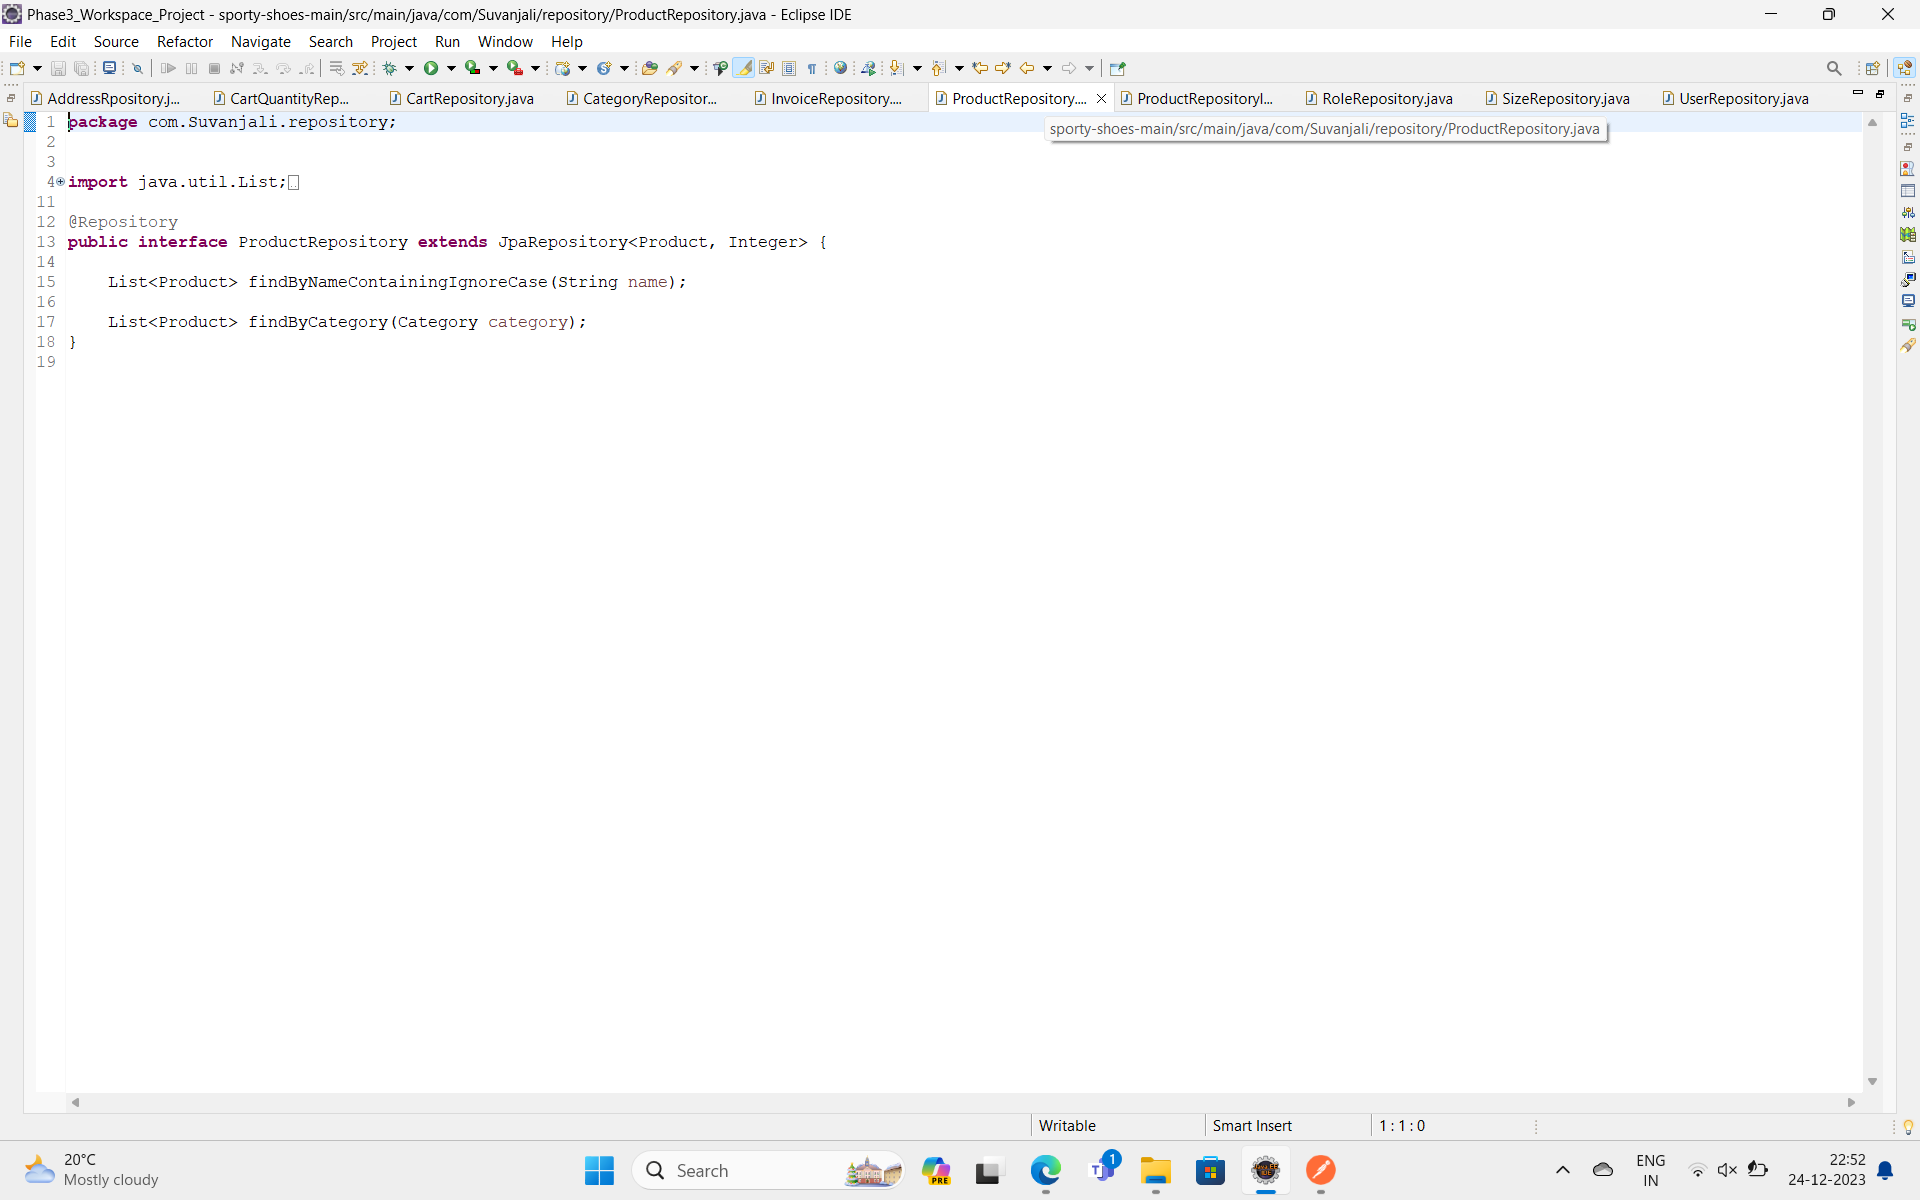 Phase3_Workspace_Project - sporty-shoes-main/src/main/java/com/Suvanjali/repository/ProductRepository.java - Eclipse IDE
File Edit Source Refactor Navigate Search Project Run Window Help
AddressRpository.j... CartQuantityRep... CartRepository.java CategoryRepositor... InvoiceRepository.... ProductRepository.... ProductRepositoryI... RoleRepository.java SizeRepository.java UserRepository.java
1 package com.Suvanjali.repository;
sporty-shoes-main/src/main/java/com/Suvanjali/repository/ProductRepository.java
2
3
4 import java.util.List;
11
12 @Repository
13 public interface ProductRepository extends JpaRepository<Product, Integer> {
14
15 List<Product> findByNameContainingIgnoreCase(String name);
16
17 List<Product> findByCategory(Category category);
18 }
19
Writable Smart Insert 1 : 1 : 0
20°C
Mostly cloudy
Search
PRE
1
ENG
IN
22:52
24-12-2023